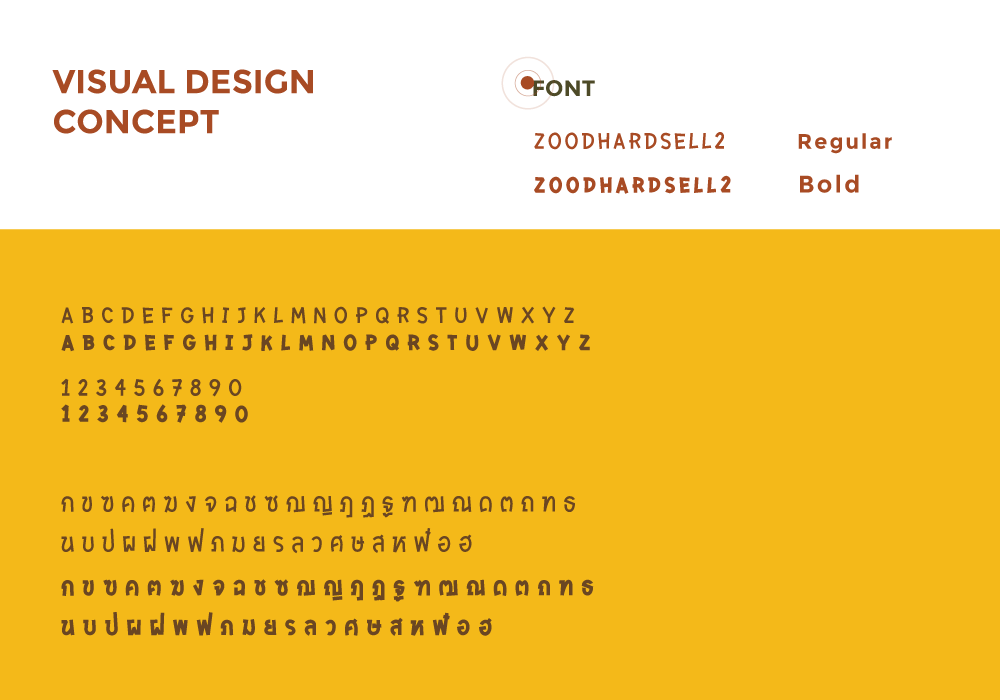 VISUAL DESIGN
CONCEPT
FONT
ZOODHARDSELL2 Regular
ZOODHARDSELL2 Bold
A B C D E F G H I J K L M N O P Q R S T U V W X Y Z
A B C D E F G H I J K L M N O P Q R S T U V W X Y Z
1 2 3 4 5 6 7 8 9 0
1 2 3 4 5 6 7 8 9 0
ก ข ฃ ค ฅ ฆ ง จ ฉ ช ซ ฌ ญ ฎ ฏ ฐ ฑ ฒ ณ ด ต ถ ท ธ
น บ ป ผ ฝ พ ฟ ภ ม ย ร ล ว ศ ษ ส ห ฬ อ ฮ
ก ข ฃ ค ฅ ฆ ง จ ฉ ช ซ ฌ ญ ฎ ฏ ฐ ฑ ฒ ณ ด ต ถ ท ธ
น บ ป ผ ฝ พ ฟ ภ ม ย ร ล ว ศ ษ ส ห ฬ อ ฮ